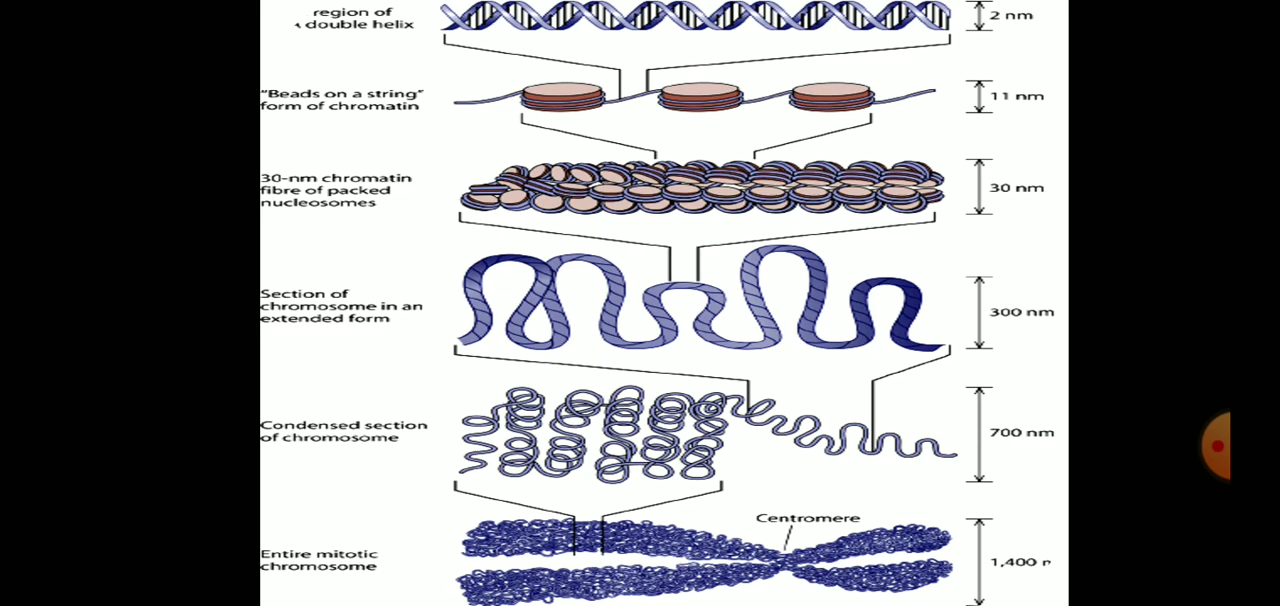 region of
double helix
2 nm
"Beads on a string"
form of chromatin
11 nm
30-nm chromatin
fibre of packed
nucleosomes
30 nm
Section of
chromosome in an
extended form
300 nm
Condensed section
of chromosome
700 nm
Centromere
Entire mitotic
chromosome
1,400